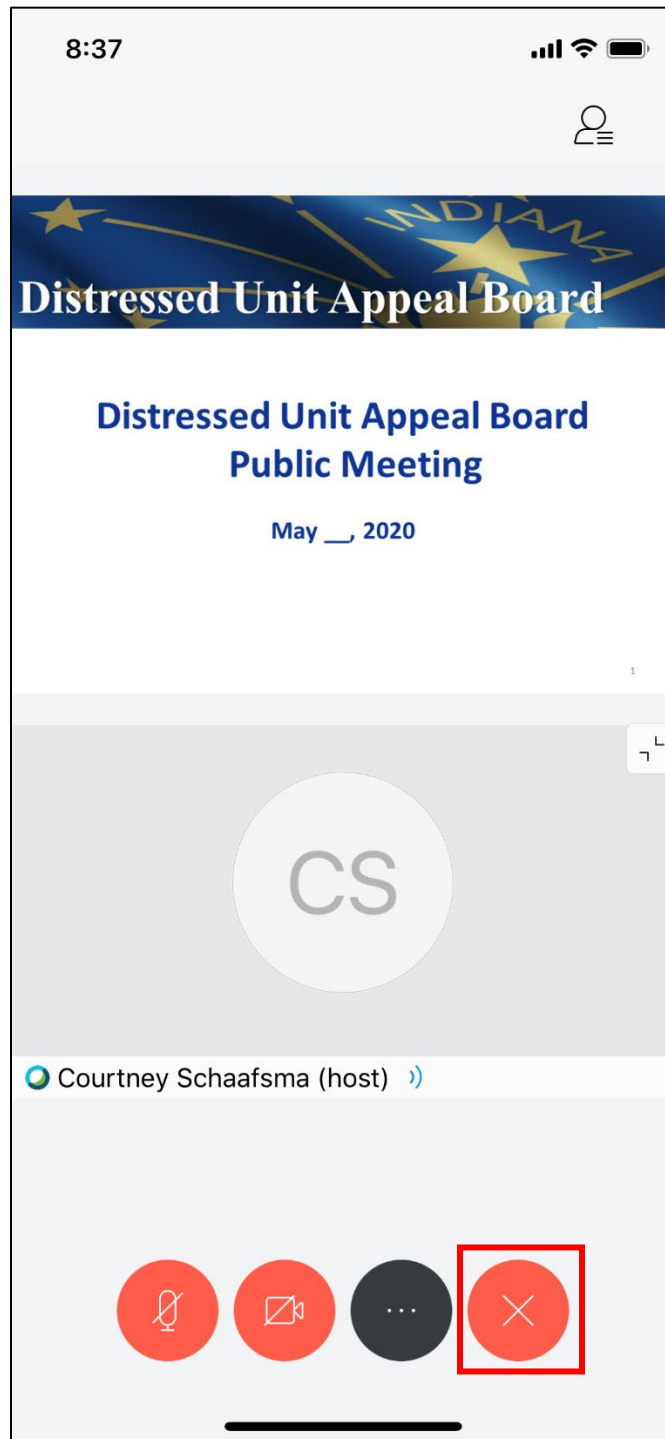 8:37
INDIANA
Distressed Unit Appeal Board
Distressed Unit Appeal Board
Public Meeting
May __, 2020
1
CS
Courtney Schaafsma (host)